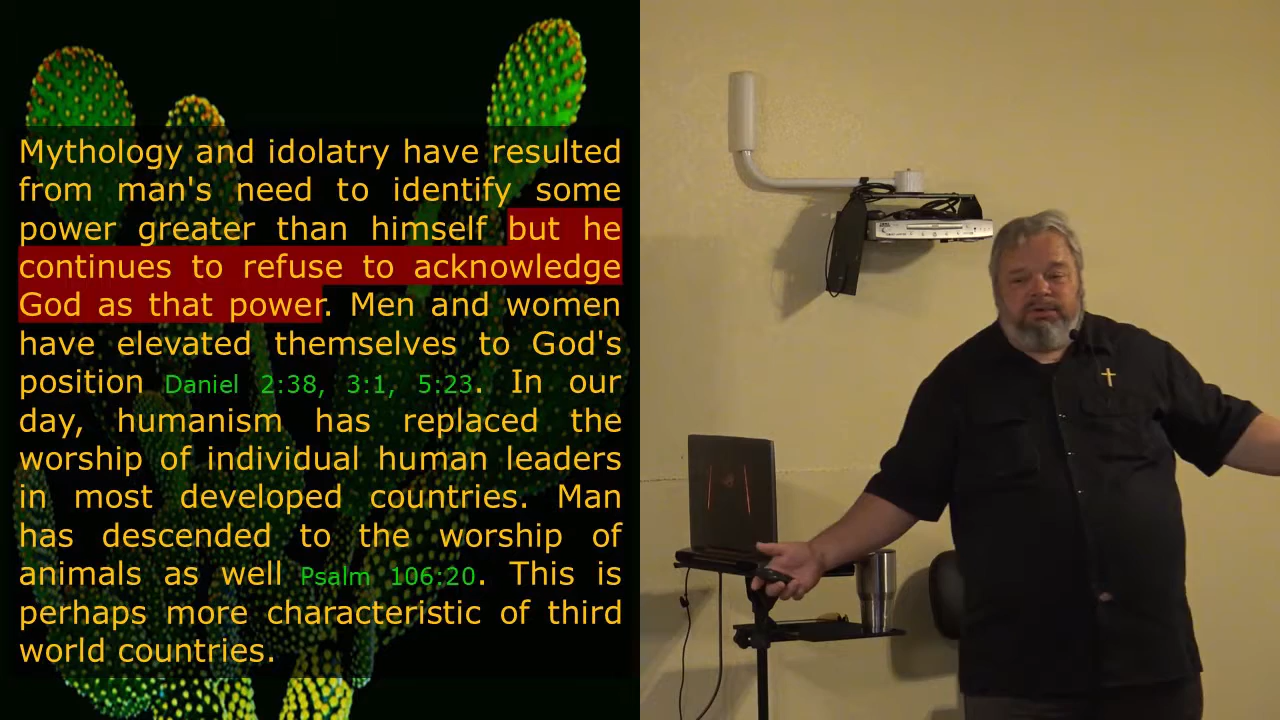 Mythology and idolatry have resulted
from man's need to identify some
power greater than himself but he
continues to refuse to acknowledge
God as that power. Men and women
have elevated themselves to God's
position Daniel 2:38, 3:1, 5:23. In our
day, humanism has replaced the
worship of individual human leaders
in most developed countries. Man
has descended to the worship of
animals as well Psalm 106:20. This is
perhaps more characteristic of third
world countries.